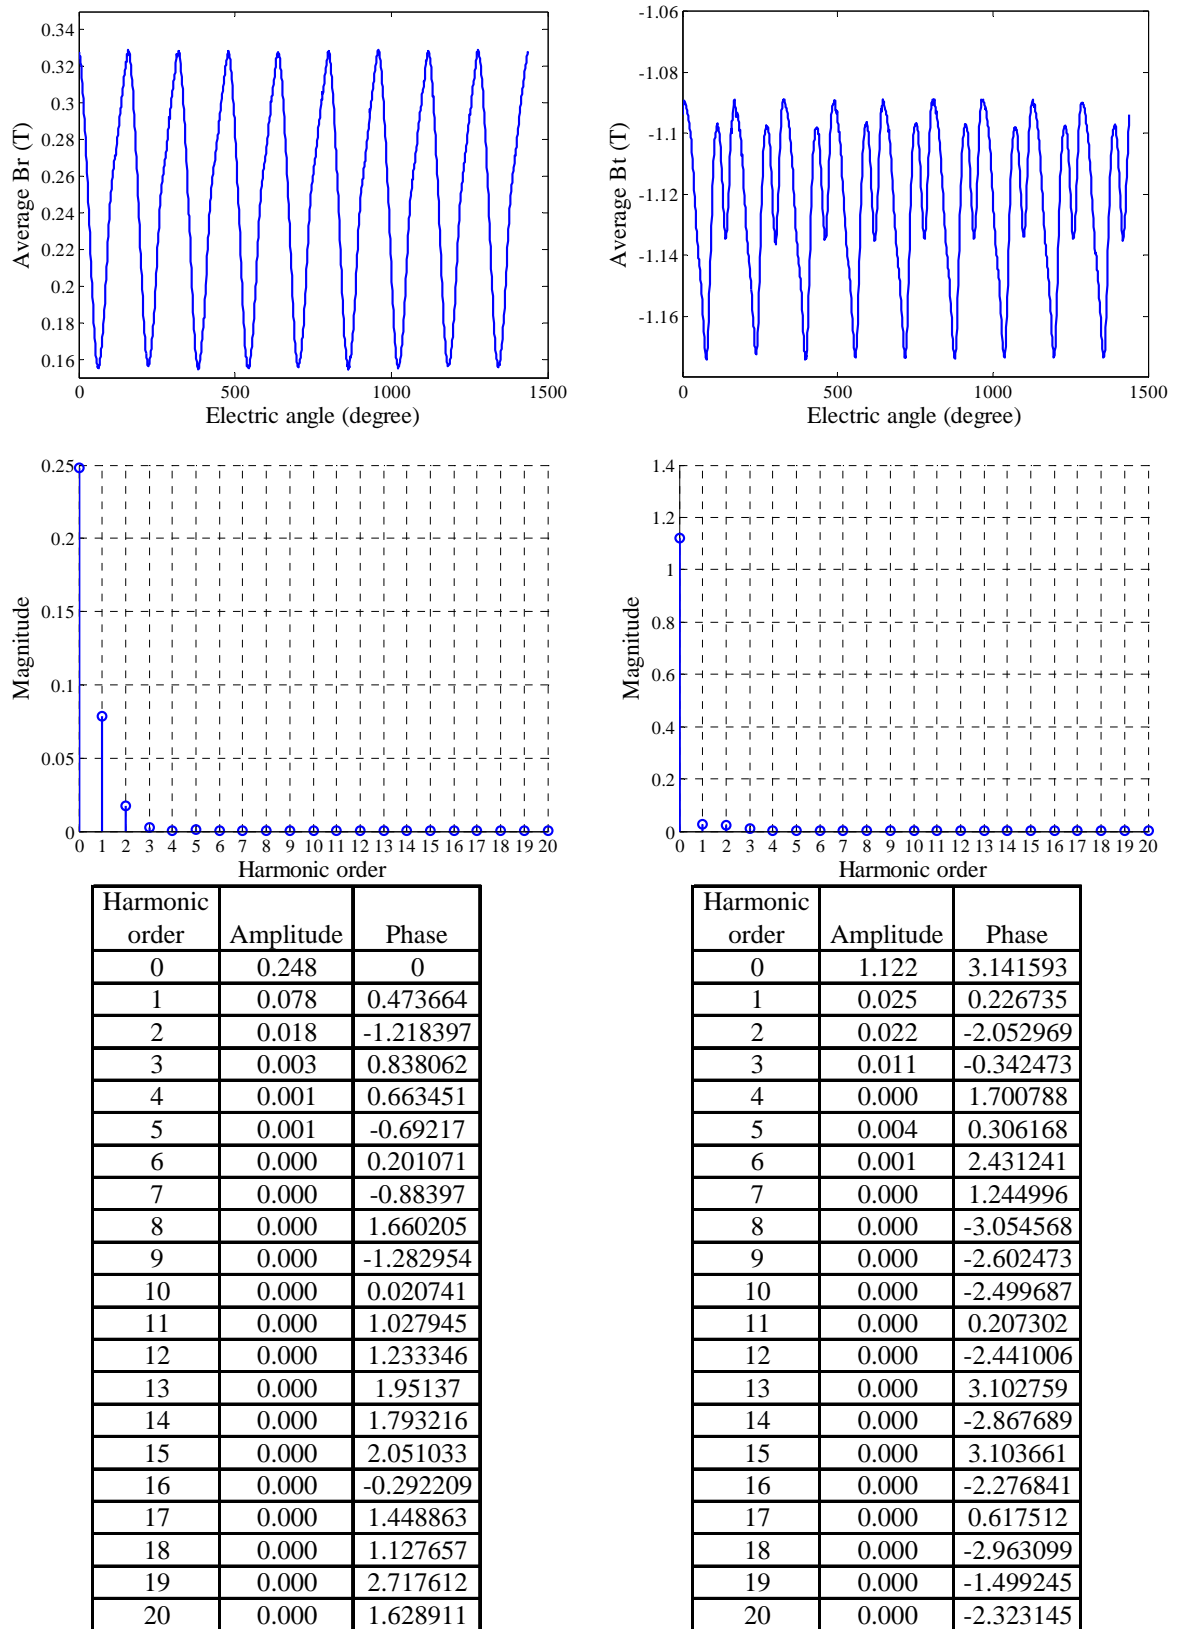 0.34
0.32
0.3
0.28
0.26
0.24
0.22
0.2
0.18
0.16
Average Br (T)
0 500 1000 1500
Electric angle (degree)
-1.06
-1.08
-1.1
-1.12
-1.14
-1.16
Average Bt (T)
0 500 1000 1500
Electric angle (degree)
0.25
0.2
0.15
0.1
0.05
0
Magnitude
0 1 2 3 4 5 6 7 8 9 10 11 12 13 14 15 16 17 18 19 20
Harmonic order
1.4
1.2
1
0.8
0.6
0.4
0.2
0
Magnitude
0 1 2 3 4 5 6 7 8 9 10 11 12 13 14 15 16 17 18 19 20
Harmonic order
Harmonic
order Amplitude Phase
0 0.248 0
1 0.078 0.473664
2 0.018 -1.218397
3 0.003 0.838062
4 0.001 0.663451
5 0.001 -0.69217
6 0.000 0.201071
7 0.000 -0.88397
8 0.000 1.660205
9 0.000 -1.282954
10 0.000 0.020741
11 0.000 1.027945
12 0.000 1.233346
13 0.000 1.95137
14 0.000 1.793216
15 0.000 2.051033
16 0.000 -0.292209
17 0.000 1.448863
18 0.000 1.127657
19 0.000 2.717612
20 0.000 1.628911
Harmonic
order Amplitude Phase
0 1.122 3.141593
1 0.025 0.226735
2 0.022 -2.052969
3 0.011 -0.342473
4 0.000 1.700788
5 0.004 0.306168
6 0.001 2.431241
7 0.000 1.244996
8 0.000 -3.054568
9 0.000 -2.602473
10 0.000 -2.499687
11 0.000 0.207302
12 0.000 -2.441006
13 0.000 3.102759
14 0.000 -2.867689
15 0.000 3.103661
16 0.000 -2.276841
17 0.000 0.617512
18 0.000 -2.963099
19 0.000 -1.499245
20 0.000 -2.323145